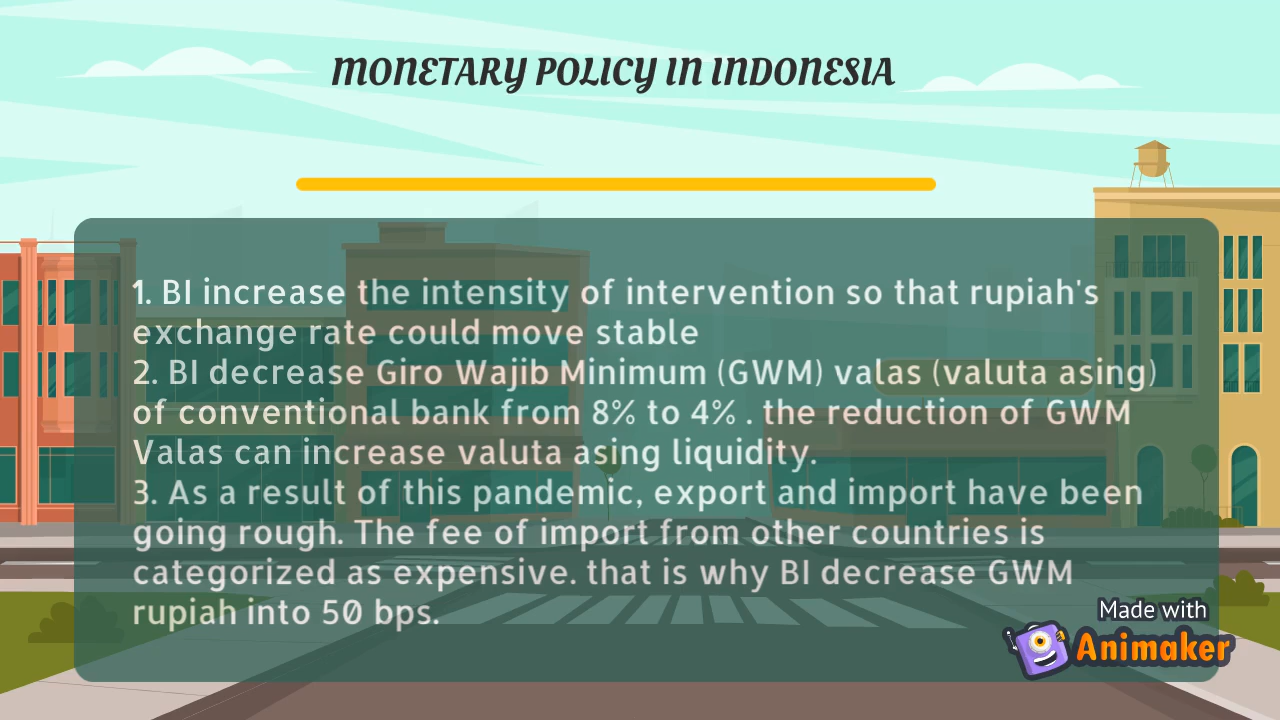 MONETARY POLICY IN INDONESIA
1. BI increase the intensity of intervention so that rupiah's
exchange rate could move stable
2. BI decrease Giro Wajib Minimum (GWM) valas (valuta asing)
of conventional bank from 8% to 4% . the reduction of GWM
Valas can increase valuta asing liquidity.
3. As a result of this pandemic, export and import have been
going rough. The fee of import from other countries is
categorized as expensive. that is why BI decrease GWM
rupiah into 50 bps.
Made with
Animaker